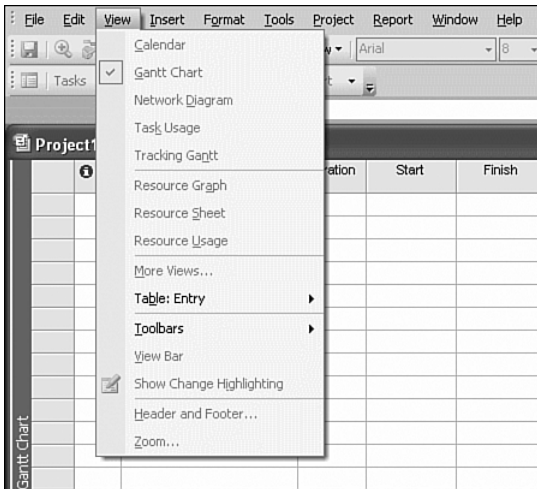 File Edit View Insert Format Tools Project Report Window Help
Arial 8
Tasks
Calendar
Gantt Chart
Network Diagram
Task Usage
Tracking Gantt
Resource Graph
Resource Sheet
Resource Usage
More Views...
Table: Entry
Toolbars
View Bar
Show Change Highlighting
Header and Footer...
Zoom...
Project1
Start Finish
Gantt Chart